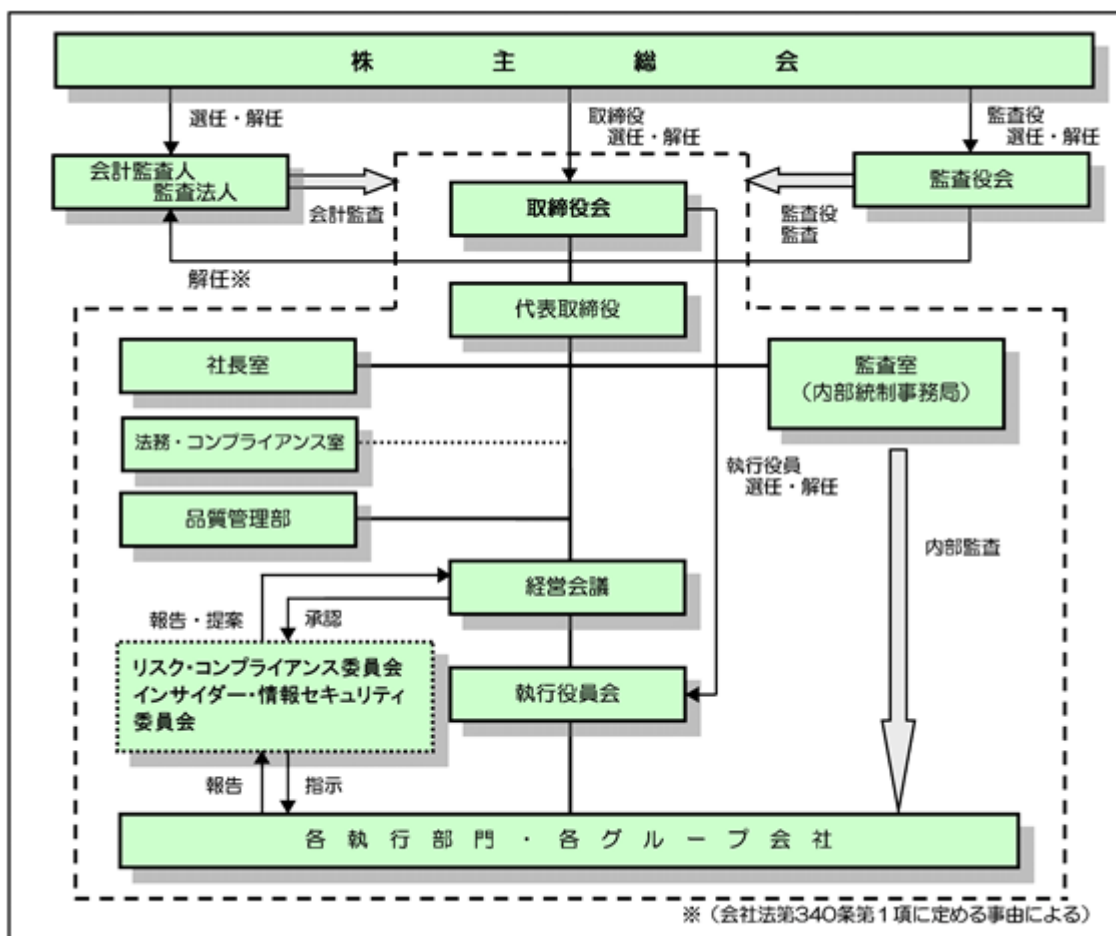 株主総会
選任・解任
取締役
選任・解任
監査役
選任・解任
会計監査人
監査法人
会計監査
取締役会
監査役
監査
監査役会
解任※
代表取締役
社長室
監査室
（内部統制事務局）
法務・コンプライアンス室
執行役員
選任・解任
品質管理部
内部監査
経営会議
報告・提案
承認
リスク・コンプライアンス委員会
インサイダー・情報セキュリティ
委員会
執行役員会
報告
指示
各執行部門・各グループ会社
※（会社法第340条第1項に定める事由による）